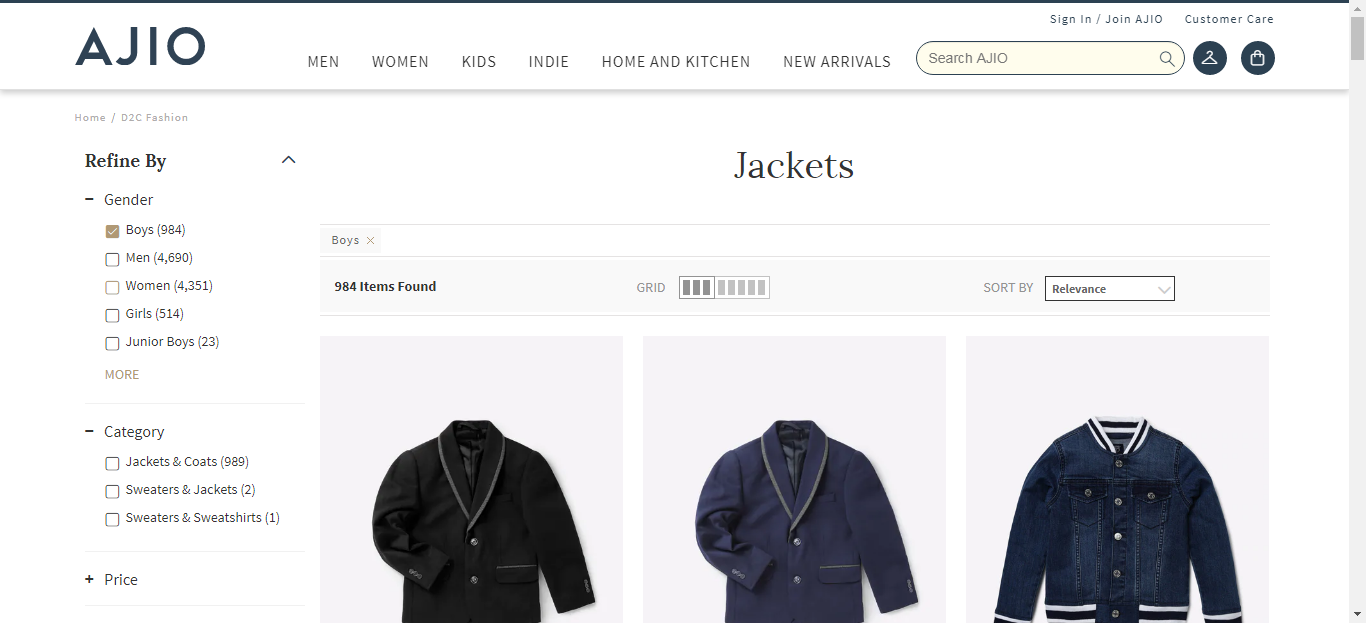 Sign In / Join AJIO
Customer Care
AJIO
MEN
WOMEN
KIDS
INDIE
HOME AND KITCHEN
NEW ARRIVALS
Search AJIO
Home / D2C Fashion
Refine By
Jackets
Gender
Boys (984)
Men (4,690)
Women (4,351)
Girls (514)
Junior Boys (23)
MORE
Category
Jackets & Coats (989)
Sweaters & Jackets (2)
Sweaters & Sweatshirts (1)
Price
Boys
984 Items Found
GRID
SORT BY
Relevance